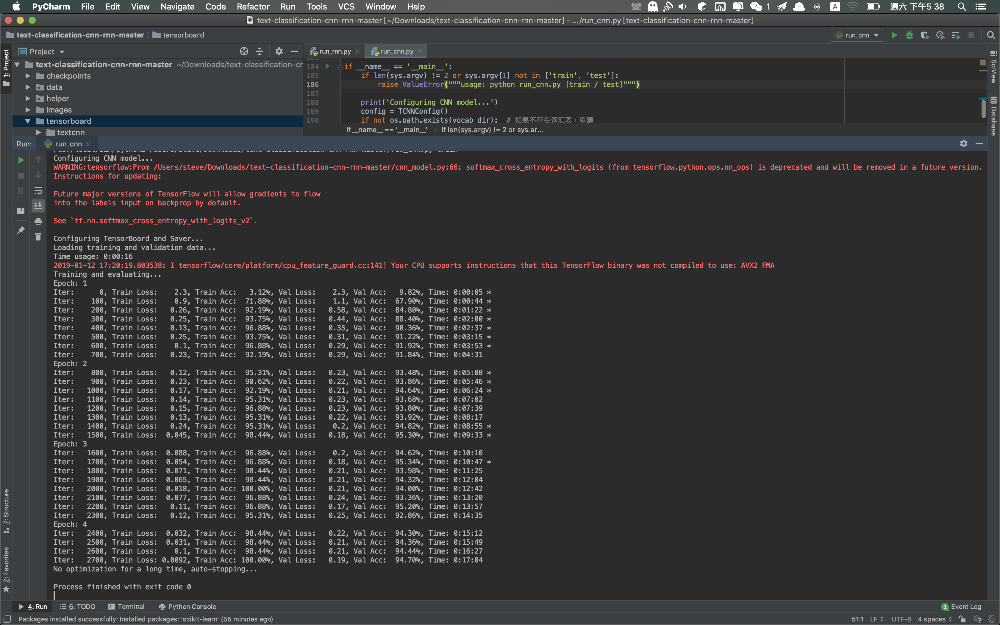 PyCharm File Edit View Navigate Code Refactor Run Tools VCS Window Help 1 A 週六 下午5 38
text-classification-cnn-rnn-master [~/Downloads/text-classification-cnn-rnn-master] - .../run_cnn.py [text-classification-cnn-rnn-master]
text-classification-cnn-rnn-master tensorboard run_cnn
1: Project
Project
run_rnn.py run_cnn.py
text-classification-cnn-rnn-master ~/Downloads/text-classification-cr
checkpoints
data
helper
images
tensorboard
textcnn
184 if __name__ == '__main__':
185 if len(sys.argv) != 2 or sys.argv[1] not in ['train', 'test']:
186 raise ValueError("""usage: python run_cnn.py [train / test]""")
187
188 print('Configuring CNN model...')
189 config = TCNNConfig()
190 if not os.path.exists(vocab_dir): # 如果不存在词汇表，重建
if __name__ == '__main__' › if len(sys.argv) != 2 or sys.ar...
SciView
Database
Run: run_cnn
Configuring CNN model...
WARNING:tensorflow:From /Users/steve/Downloads/text-classification-cnn-rnn-master/cnn_model.py:66: softmax_cross_entropy_with_logits (from tensorflow.python.ops.nn_ops) is deprecated and will be removed in a future version.
Instructions for updating:
Future major versions of TensorFlow will allow gradients to flow
into the labels input on backprop by default.
See `tf.nn.softmax_cross_entropy_with_logits_v2`.
Configuring TensorBoard and Saver...
Loading training and validation data...
Time usage: 0:00:16
2019-01-12 17:20:19.803538: I tensorflow/core/platform/cpu_feature_guard.cc:141] Your CPU supports instructions that this TensorFlow binary was not compiled to use: AVX2 FMA
Training and evaluating...
Epoch: 1
Iter: 0, Train Loss: 2.3, Train Acc: 3.12%, Val Loss: 2.3, Val Acc: 9.82%, Time: 0:00:05 *
Iter: 100, Train Loss: 0.9, Train Acc: 71.88%, Val Loss: 1.1, Val Acc: 67.90%, Time: 0:00:44 *
Iter: 200, Train Loss: 0.26, Train Acc: 92.19%, Val Loss: 0.58, Val Acc: 84.80%, Time: 0:01:22 *
Iter: 300, Train Loss: 0.25, Train Acc: 93.75%, Val Loss: 0.44, Val Acc: 88.40%, Time: 0:02:00 *
Iter: 400, Train Loss: 0.13, Train Acc: 96.88%, Val Loss: 0.35, Val Acc: 90.36%, Time: 0:02:37 *
Iter: 500, Train Loss: 0.25, Train Acc: 93.75%, Val Loss: 0.31, Val Acc: 91.22%, Time: 0:03:15 *
Iter: 600, Train Loss: 0.1, Train Acc: 96.88%, Val Loss: 0.29, Val Acc: 91.92%, Time: 0:03:53 *
Iter: 700, Train Loss: 0.23, Train Acc: 92.19%, Val Loss: 0.29, Val Acc: 91.84%, Time: 0:04:31
Epoch: 2
Iter: 800, Train Loss: 0.12, Train Acc: 95.31%, Val Loss: 0.23, Val Acc: 93.48%, Time: 0:05:08 *
Iter: 900, Train Loss: 0.23, Train Acc: 90.62%, Val Loss: 0.22, Val Acc: 93.86%, Time: 0:05:46 *
Iter: 1000, Train Loss: 0.17, Train Acc: 92.19%, Val Loss: 0.21, Val Acc: 94.64%, Time: 0:06:24 *
Iter: 1100, Train Loss: 0.14, Train Acc: 95.31%, Val Loss: 0.23, Val Acc: 93.68%, Time: 0:07:02
Iter: 1200, Train Loss: 0.15, Train Acc: 96.88%, Val Loss: 0.23, Val Acc: 93.80%, Time: 0:07:39
Iter: 1300, Train Loss: 0.13, Train Acc: 95.31%, Val Loss: 0.22, Val Acc: 93.92%, Time: 0:08:17
Iter: 1400, Train Loss: 0.24, Train Acc: 95.31%, Val Loss: 0.2, Val Acc: 94.82%, Time: 0:08:55 *
Iter: 1500, Train Loss: 0.045, Train Acc: 98.44%, Val Loss: 0.18, Val Acc: 95.30%, Time: 0:09:33 *
Epoch: 3
Iter: 1600, Train Loss: 0.088, Train Acc: 96.88%, Val Loss: 0.2, Val Acc: 94.62%, Time: 0:10:10
Iter: 1700, Train Loss: 0.054, Train Acc: 96.88%, Val Loss: 0.18, Val Acc: 95.34%, Time: 0:10:47 *
Iter: 1800, Train Loss: 0.071, Train Acc: 98.44%, Val Loss: 0.21, Val Acc: 93.98%, Time: 0:11:25
Iter: 1900, Train Loss: 0.065, Train Acc: 98.44%, Val Loss: 0.21, Val Acc: 94.32%, Time: 0:12:04
Iter: 2000, Train Loss: 0.018, Train Acc: 100.00%, Val Loss: 0.21, Val Acc: 94.00%, Time: 0:12:42
Iter: 2100, Train Loss: 0.077, Train Acc: 96.88%, Val Loss: 0.24, Val Acc: 93.36%, Time: 0:13:20
Iter: 2200, Train Loss: 0.11, Train Acc: 96.88%, Val Loss: 0.17, Val Acc: 95.20%, Time: 0:13:57
Iter: 2300, Train Loss: 0.12, Train Acc: 95.31%, Val Loss: 0.25, Val Acc: 92.86%, Time: 0:14:35
Epoch: 4
Iter: 2400, Train Loss: 0.032, Train Acc: 98.44%, Val Loss: 0.22, Val Acc: 94.30%, Time: 0:15:12
Iter: 2500, Train Loss: 0.031, Train Acc: 98.44%, Val Loss: 0.21, Val Acc: 94.36%, Time: 0:15:49
Iter: 2600, Train Loss: 0.1, Train Acc: 98.44%, Val Loss: 0.21, Val Acc: 94.44%, Time: 0:16:27
Iter: 2700, Train Loss: 0.0092, Train Acc: 100.00%, Val Loss: 0.19, Val Acc: 94.70%, Time: 0:17:04
No optimization for a long time, auto-stopping...
Process finished with exit code 0
Z: Structure
2: Favorites
4: Run 6: TODO Terminal Python Console 1 Event Log
Packages installed successfully: Installed packages: 'scikit-learn' (55 minutes ago) 51:1 LF UTF-8 4 spaces